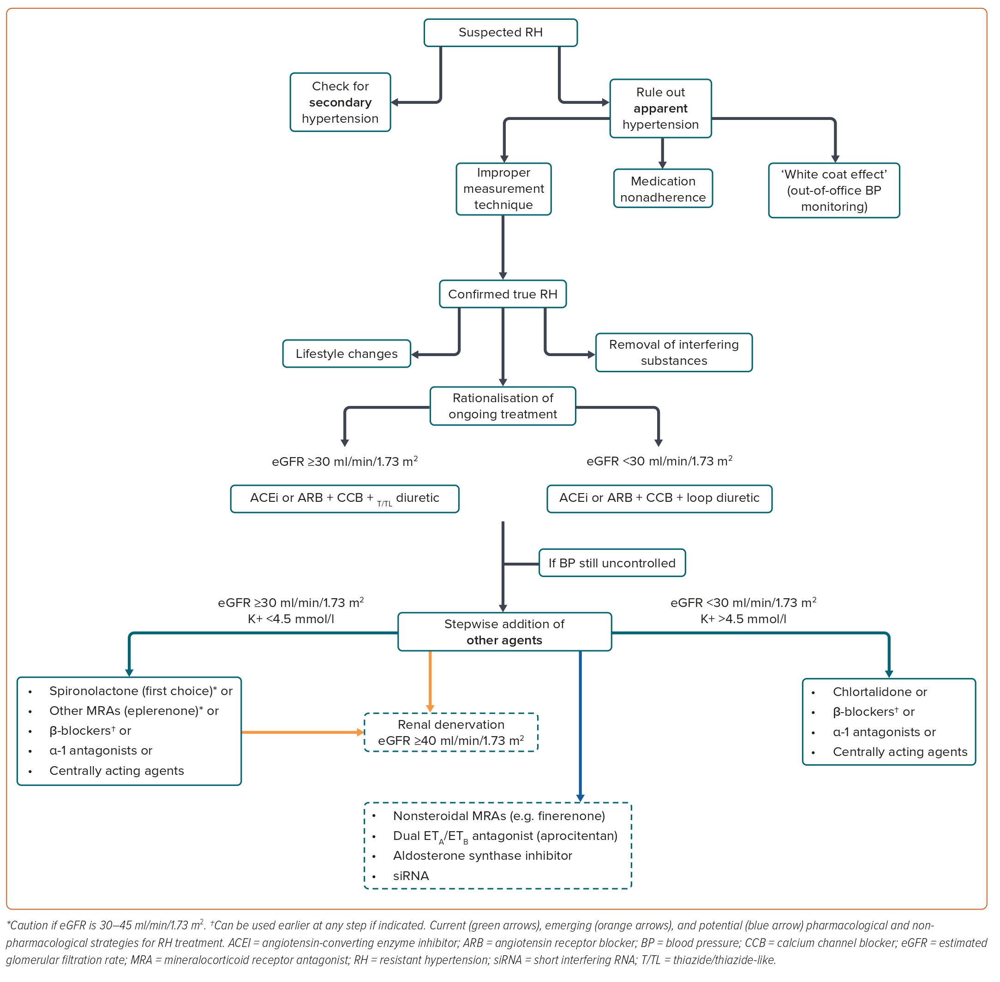 Suspected RH
Check for
secondary
hypertension
Rule out
apparent
hypertension
Improper
measurement
technique
Medication
nonadherence
‘White coat effect’
(out-of-office BP
monitoring)
Confirmed true RH
Lifestyle changes
Removal of interfering
substances
Rationalisation of
ongoing treatment
eGFR ≥30 ml/min/1.73 m²
eGFR <30 ml/min/1.73 m²
ACEi or ARB + CCB + T/TL diuretic
ACEi or ARB + CCB + loop diuretic
If BP still uncontrolled
eGFR ≥30 ml/min/1.73 m²
K+ <4.5 mmol/l
eGFR <30 ml/min/1.73 m²
K+ >4.5 mmol/l
Stepwise addition of
other agents
• Spironolactone (first choice)* or
• Other MRAs (eplerenone)* or
• β-blockers† or
• α-1 antagonists or
• Centrally acting agents
Renal denervation
eGFR ≥40 ml/min/1.73 m²
• Chlortalidone or
• β-blockers† or
• α-1 antagonists or
• Centrally acting agents
• Nonsteroidal MRAs (e.g. finerenone)
• Dual ETA/ETB antagonist (aprocitentan)
• Aldosterone synthase inhibitor
• siRNA
*Caution if eGFR is 30–45 ml/min/1.73 m². †Can be used earlier at any step if indicated. Current (green arrows), emerging (orange arrows), and potential (blue arrow) pharmacological and non-
pharmacological strategies for RH treatment. ACEI = angiotensin-converting enzyme inhibitor; ARB = angiotensin receptor blocker; BP = blood pressure; CCB = calcium channel blocker; eGFR = estimated
glomerular filtration rate; MRA = mineralocorticoid receptor antagonist; RH = resistant hypertension; siRNA = short interfering RNA; T/TL = thiazide/thiazide-like.